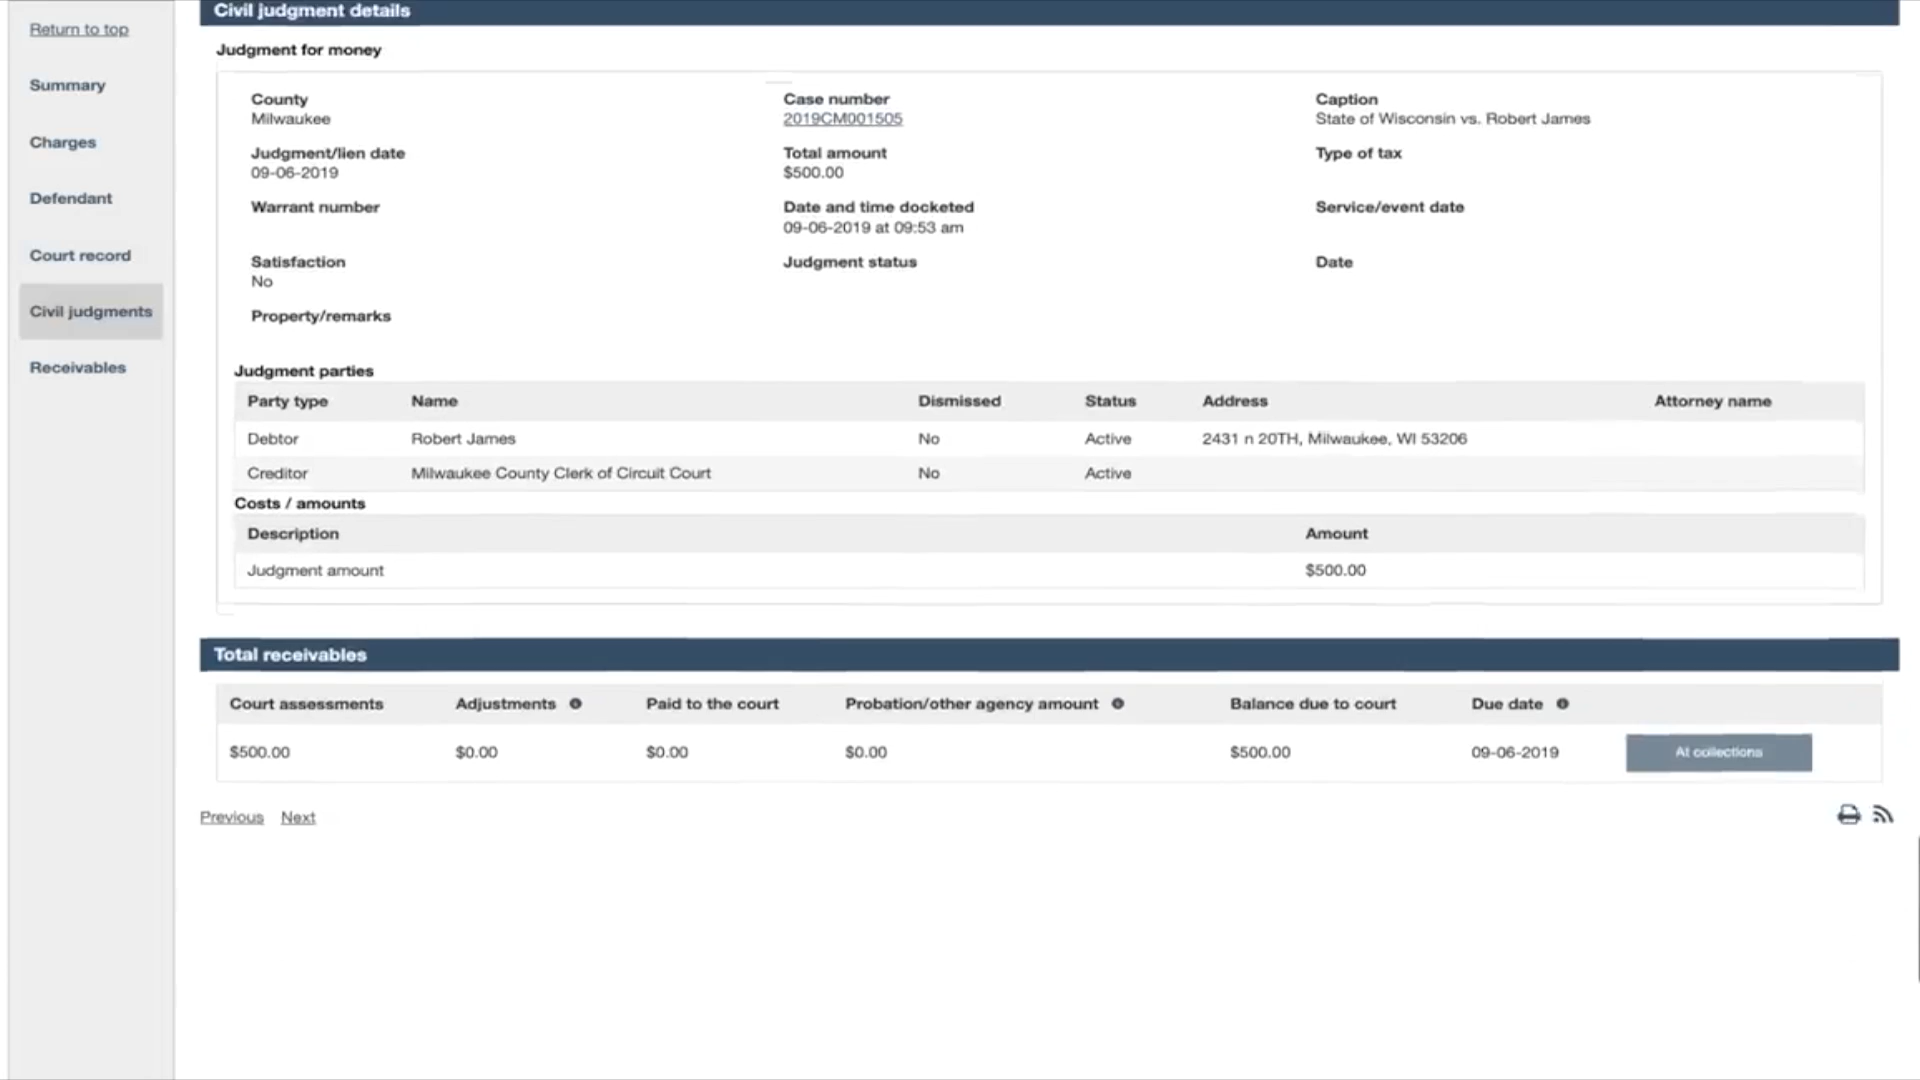 Return to top
Summary
Charges
Defendant
Court record
Civil judgments
Receivables
Civil judgment details
Judgment for money
County Case number Caption
Milwaukee 2019CM001505 State of Wisconsin vs. Robert James
Judgment/lien date Total amount Type of tax
09-06-2019 $500.00
Warrant number Date and time docketed Service/event date
09-06-2019 at 09:53 am
Satisfaction Judgment status Date
No
Property/remarks
Judgment parties
Party type Name Dismissed Status Address Attorney name
Debtor Robert James No Active 2431 n 20TH, Milwaukee, WI 53206
Creditor Milwaukee County Clerk of Circuit Court No Active
Costs / amounts
Description Amount
Judgment amount $500.00
Total receivables
Court assessments Adjustments Paid to the court Probation/other agency amount Balance due to court Due date
$500.00 $0.00 $0.00 $0.00 $500.00 09-06-2019 At collections
Previous Next